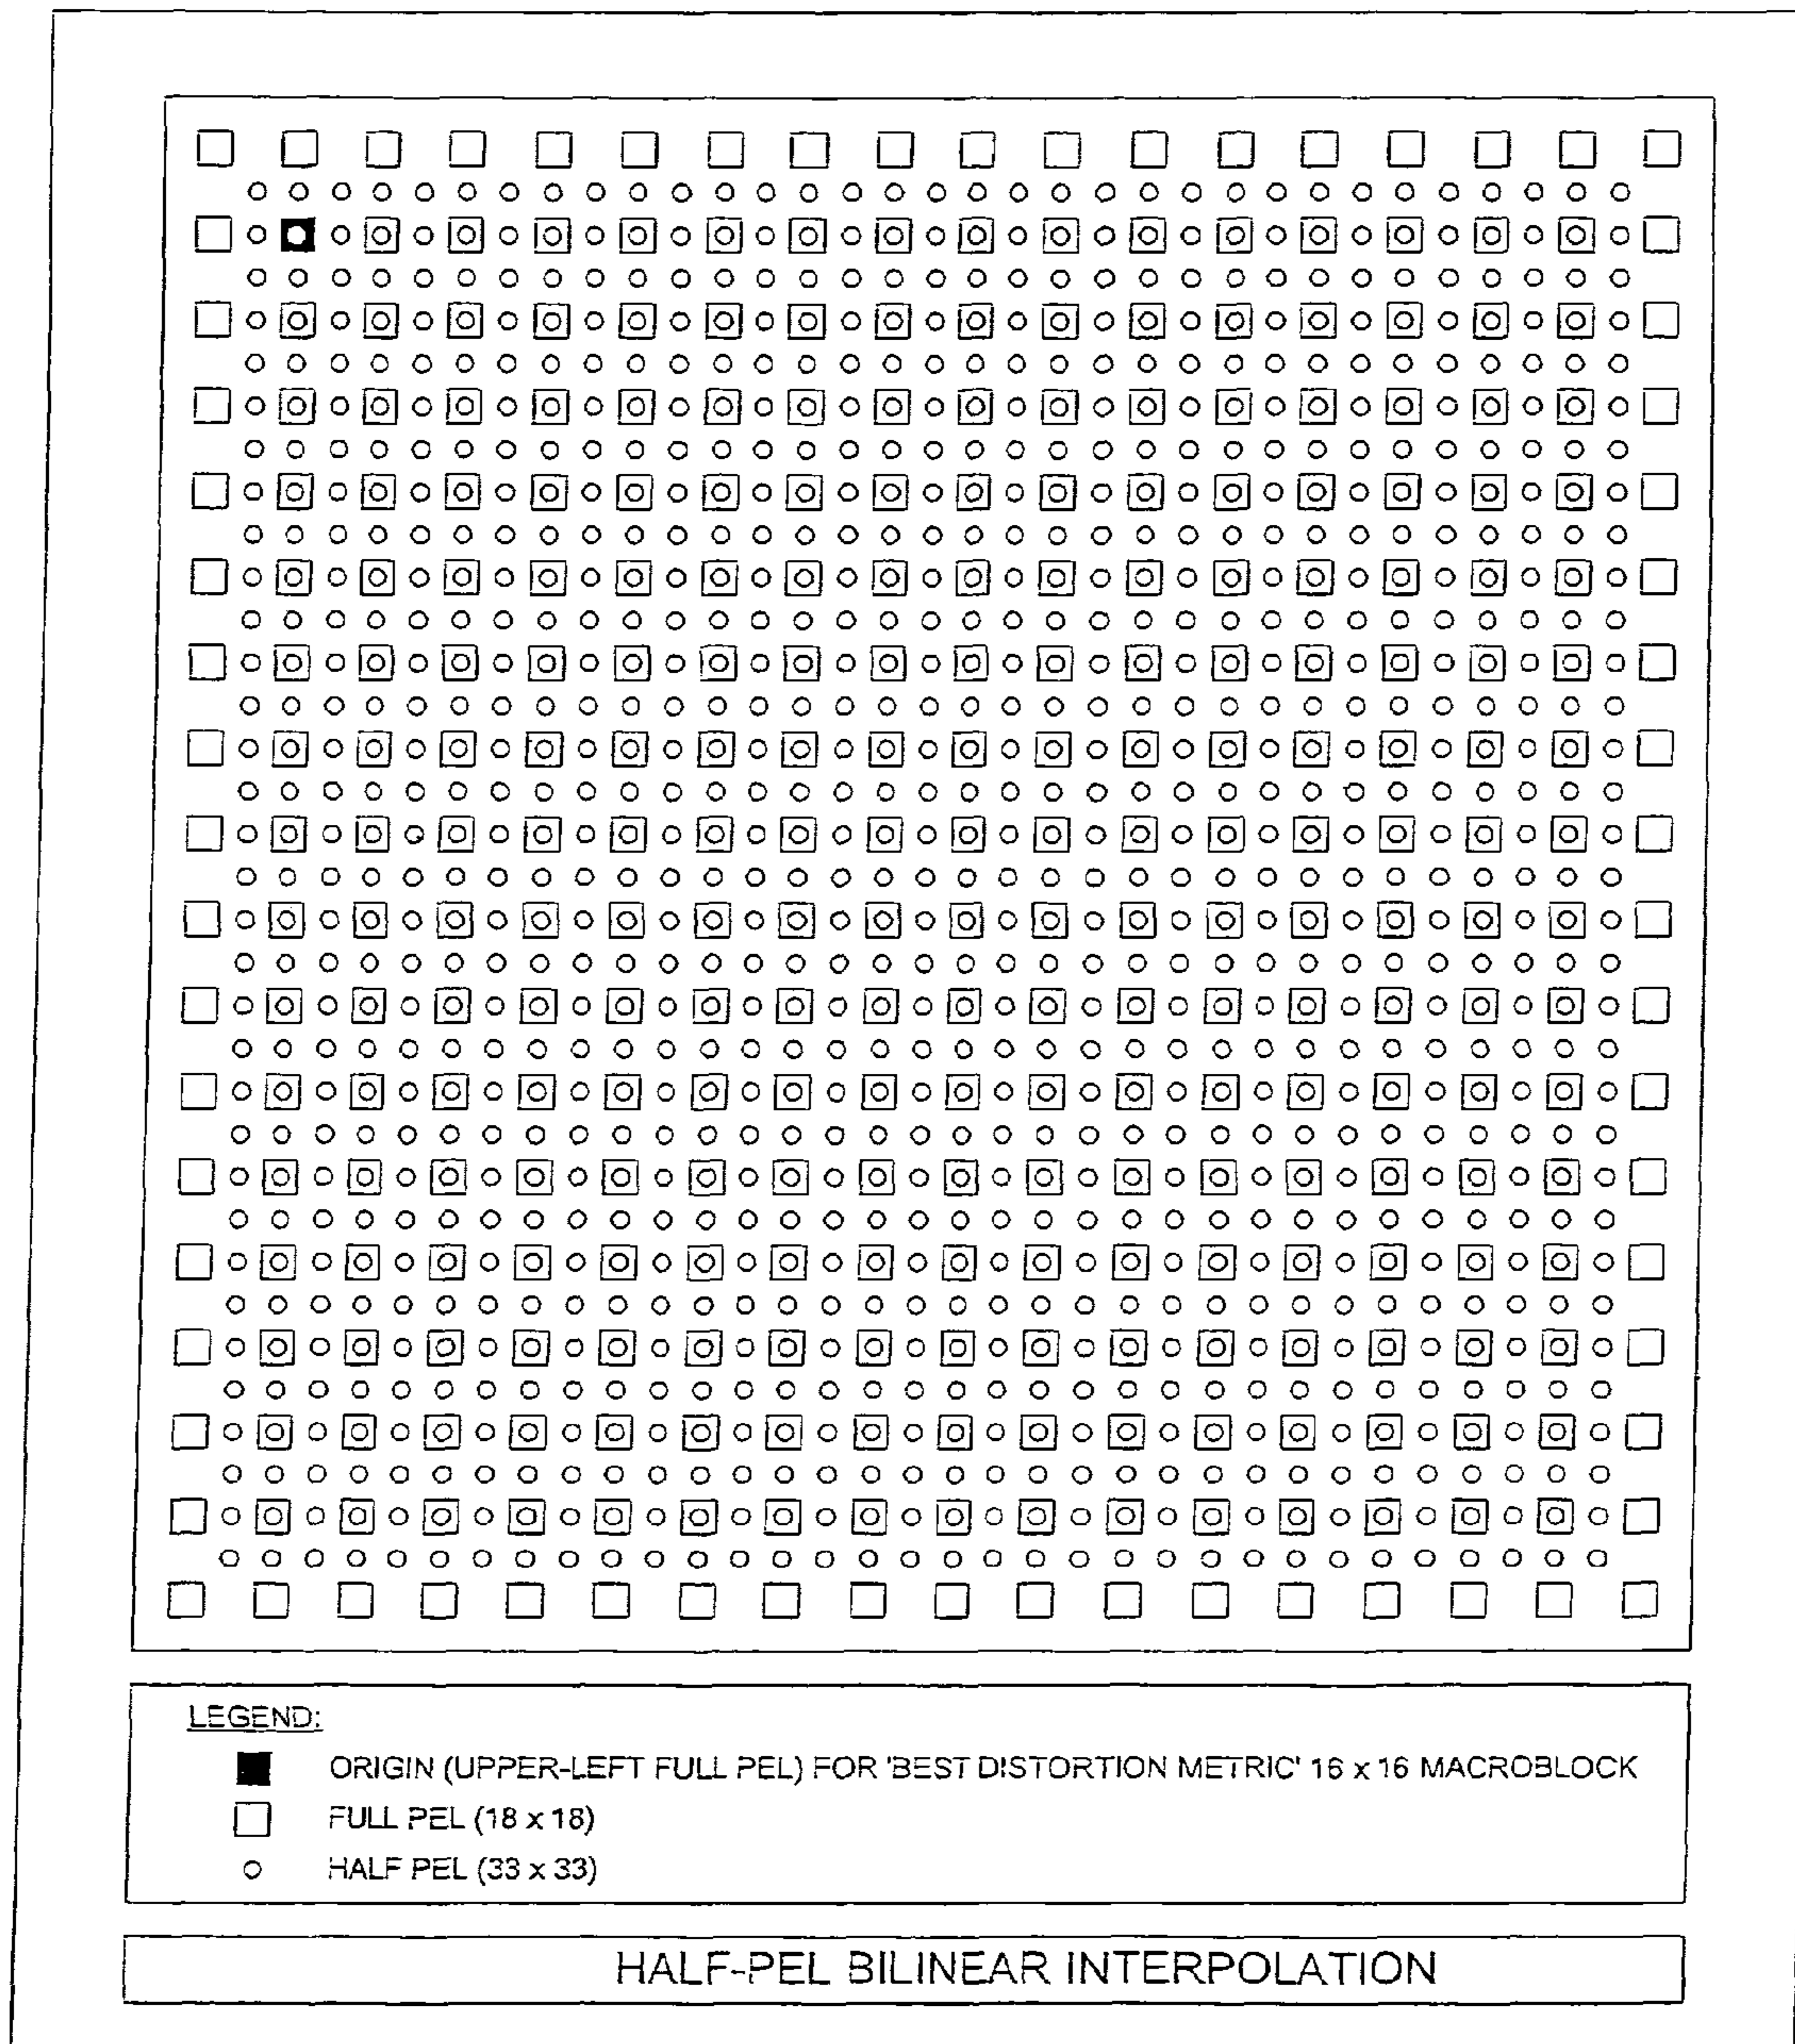 LEGEND:
ORIGIN (UPPER-LEFT FULL PEL) FOR 'BEST DISTORTION METRIC' 16 x 16 MACROBLOCK
FULL PEL (18 x 18)
HALF PEL (33 x 33)
HALF-PEL BILINEAR INTERPOLATION